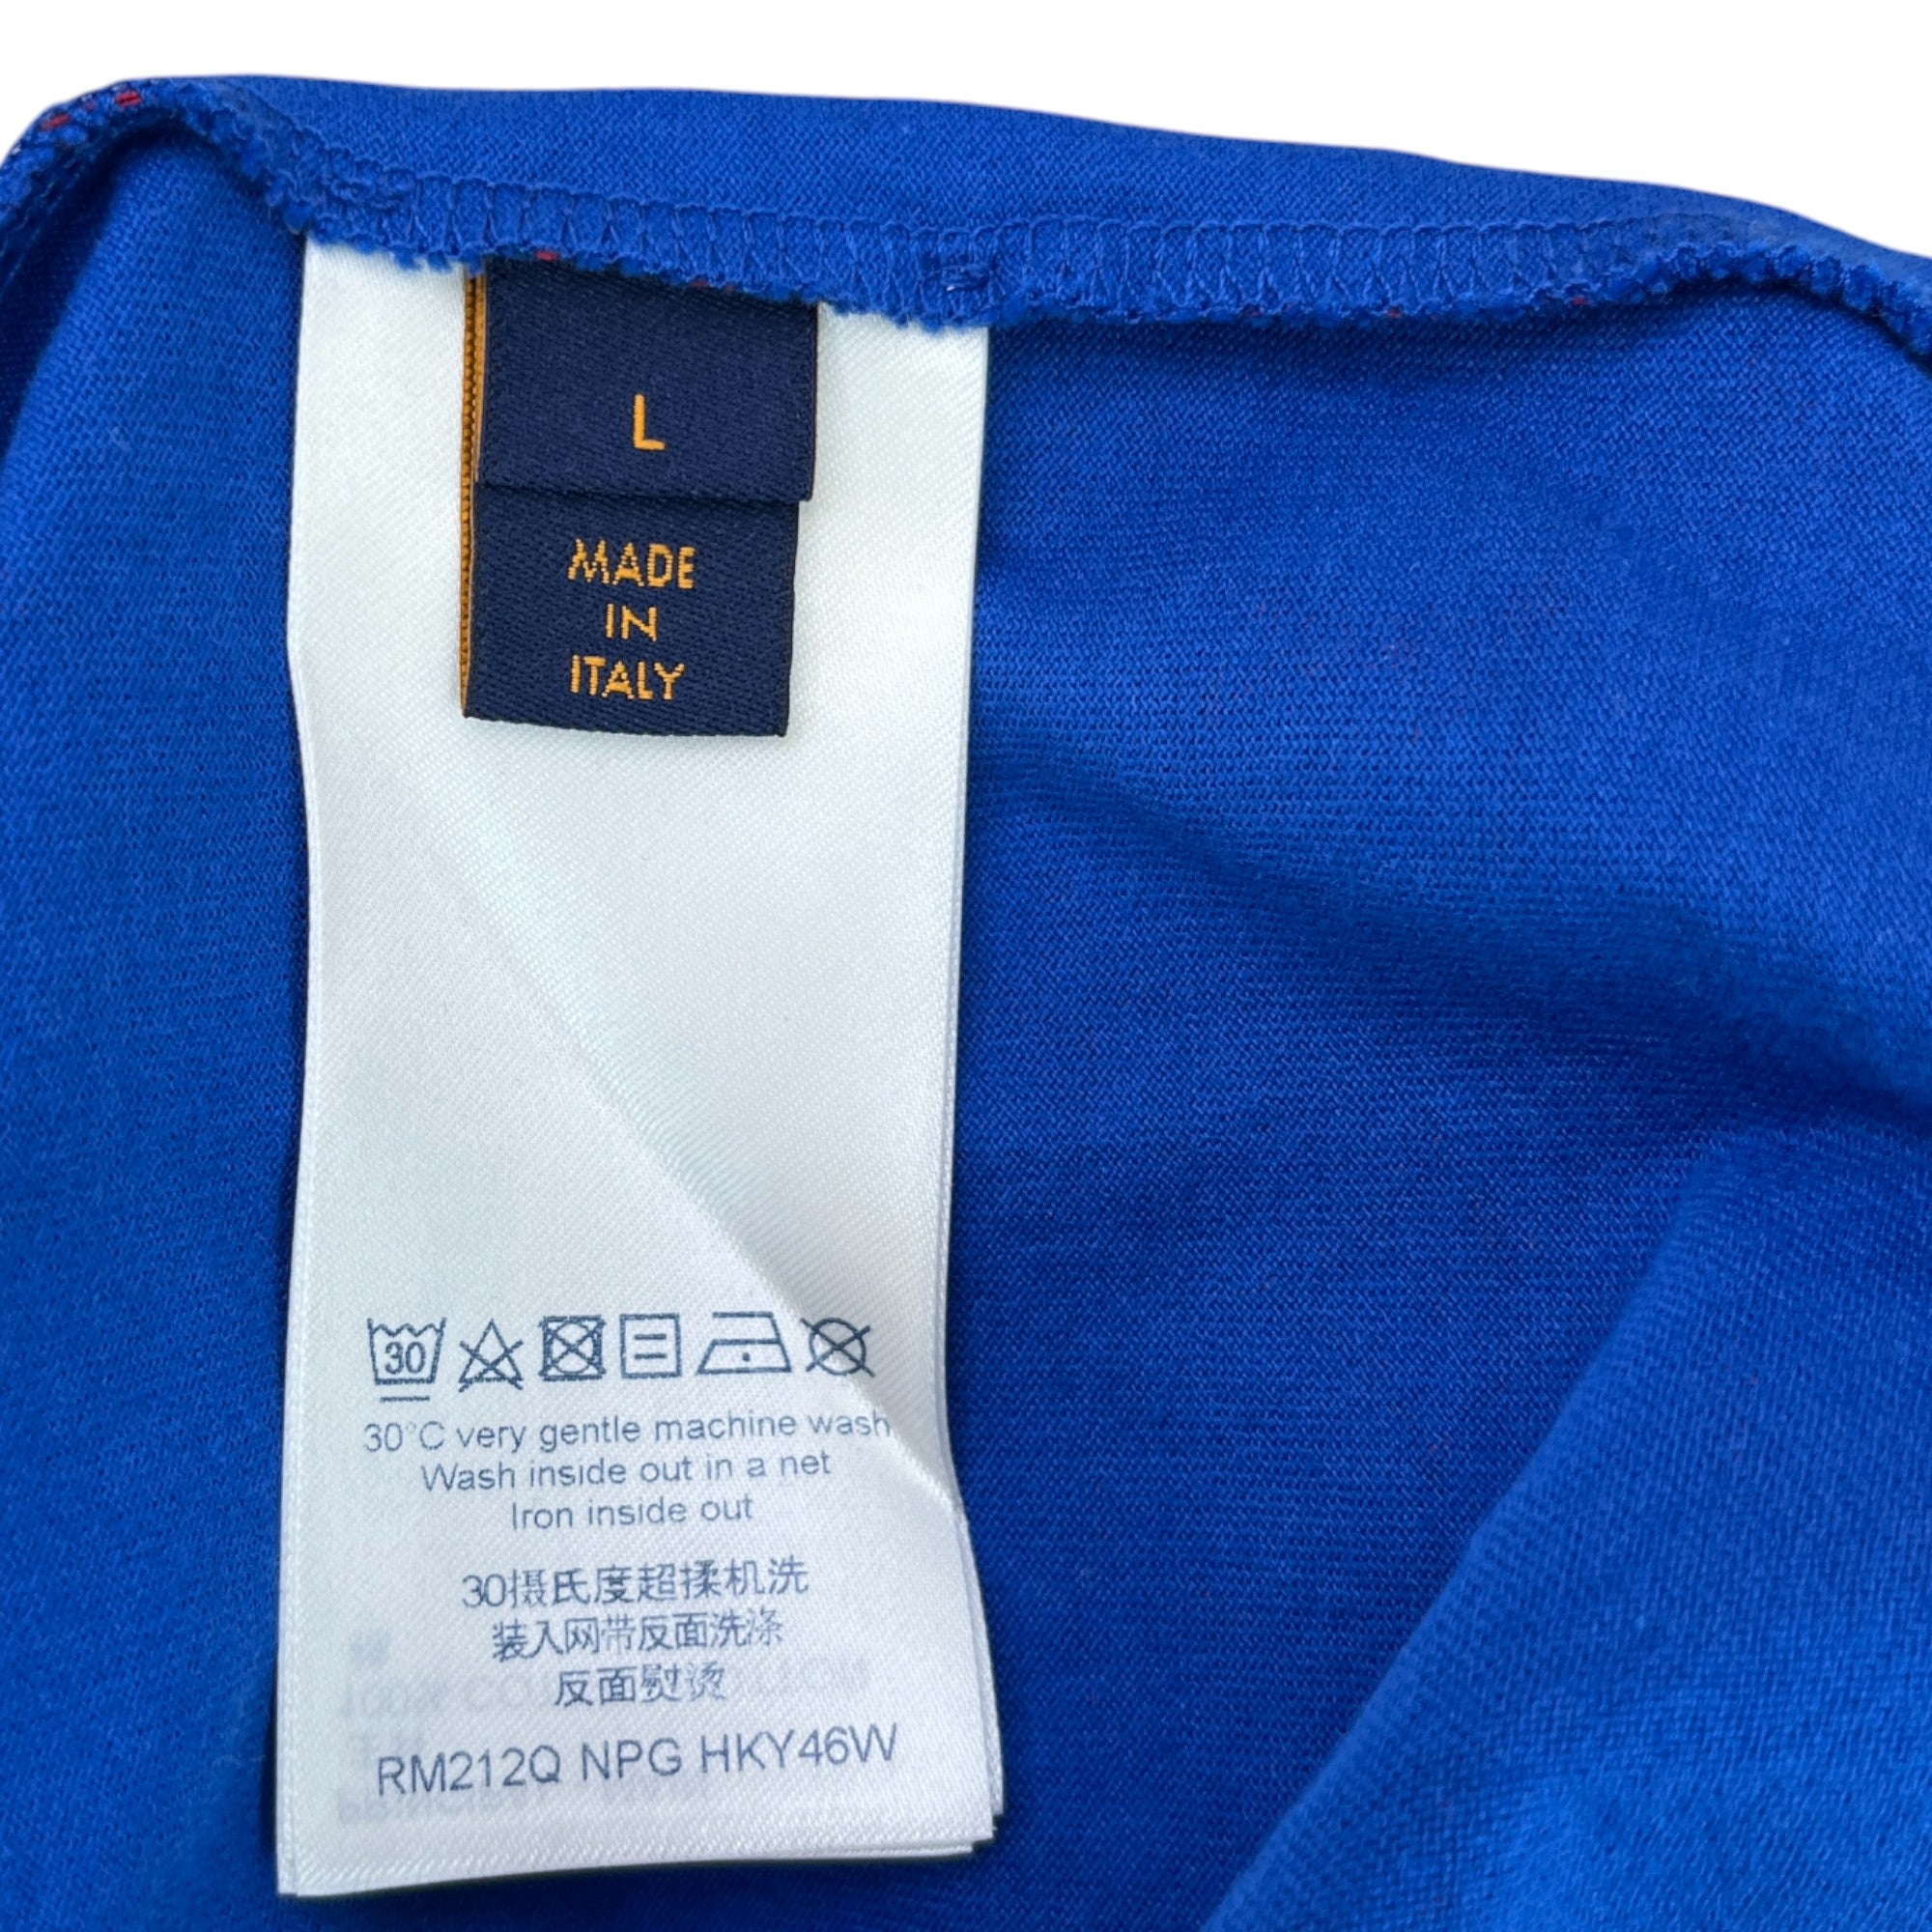 L
MADE
IN
ITALY
30
30°C very gentle machine wash
Wash inside out in a net
Iron inside out
30摄氏度超揉机洗
装入网带反面洗涤
反面熨烫
RM212Q NPG HKY46W